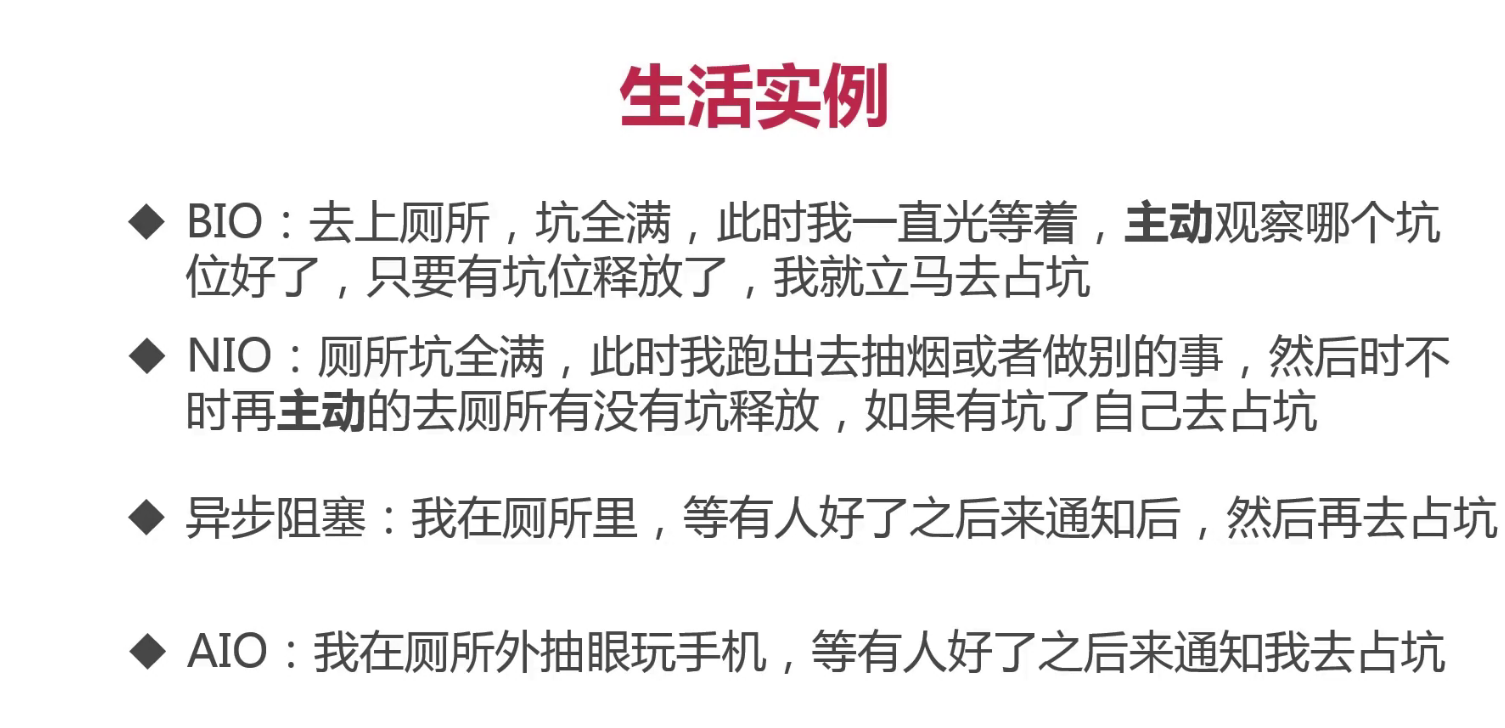 生活实例
◆ BIO：去上厕所，坑全满，此时我一直光等着，主动观察哪个坑
位好了，只要有坑位释放了，我就立马去占坑
◆ NIO：厕所坑全满，此时我跑出去抽烟或者做别的事，然后时不
时再主动的去厕所有没有坑释放，如果有坑了自己去占坑
◆ 异步阻塞：我在厕所里，等有人好了之后来通知后，然后再去占坑
◆ AIO：我在厕所外抽眼玩手机，等有人好了之后来通知我去占坑